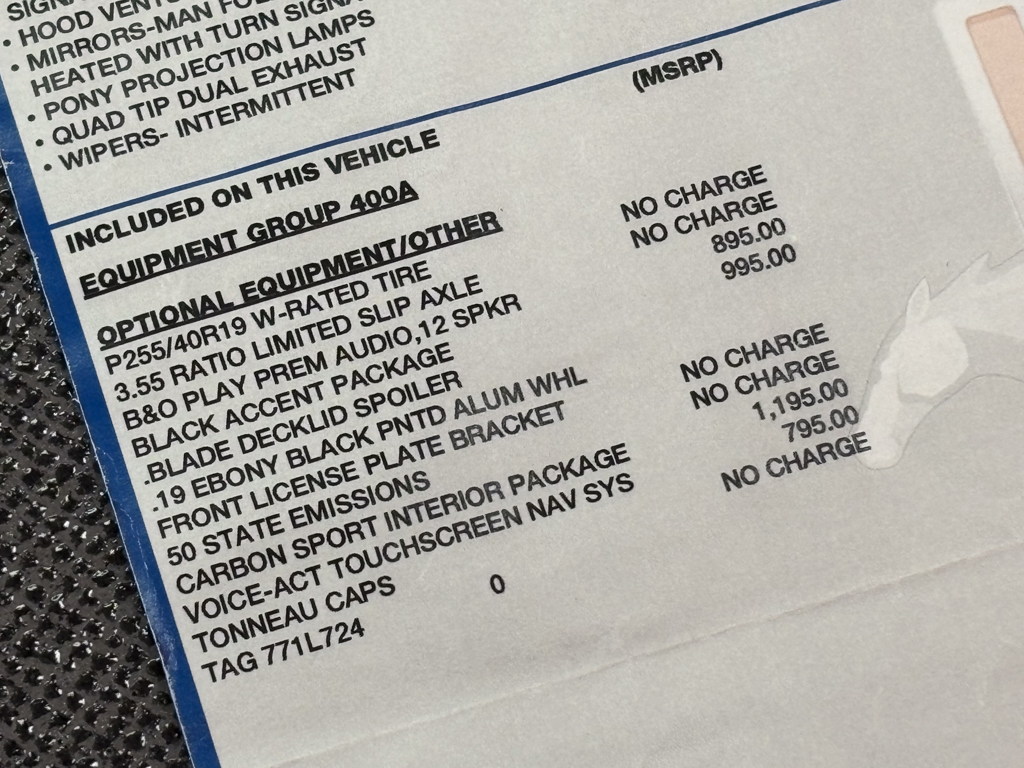 • HOOD
• MIRRORS-MAN
HEATED WITH TURN
• PONY PROJECTION LAMPS
• QUAD TIP DUAL EXHAUST
• WIPERS- INTERMITTENT
INCLUDED ON THIS VEHICLE (MSRP)
EQUIPMENT GROUP 400A
OPTIONAL EQUIPMENT/OTHER
P255/40R19 W-RATED TIRE NO CHARGE
3.55 RATIO LIMITED SLIP AXLE NO CHARGE
B&O PLAY PREM AUDIO,12 SPKR 895.00
BLACK ACCENT PACKAGE 995.00
.BLADE DECKLID SPOILER
.19 EBONY BLACK PNTD ALUM WHL
FRONT LICENSE PLATE BRACKET NO CHARGE
50 STATE EMISSIONS NO CHARGE
CARBON SPORT INTERIOR PACKAGE 1,195.00
VOICE-ACT TOUCHSCREEN NAV SYS 795.00
TONNEAU CAPS NO CHARGE
TAG 771L724 0